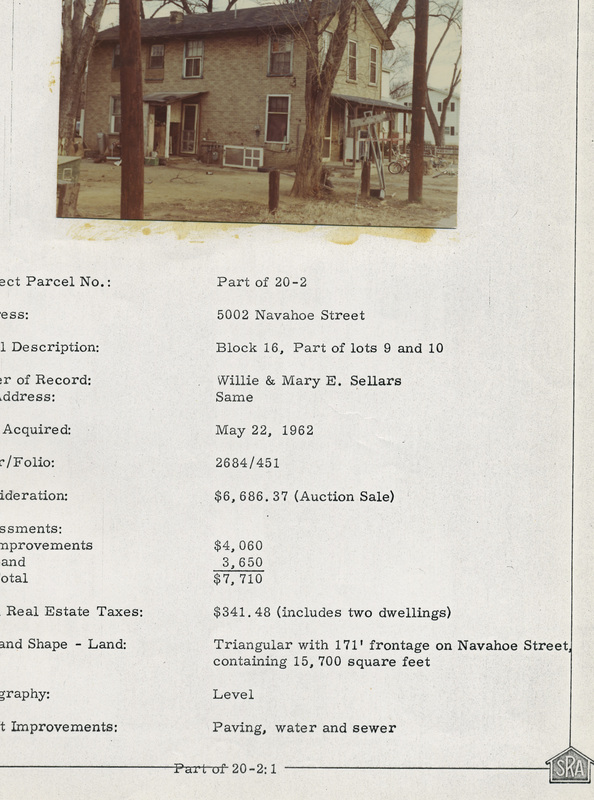 ect Parcel No.: Part of 20-2
ess: 5002 Navahoe Street
l Description: Block 16, Part of lots 9 and 10
er of Record: Willie & Mary E. Sellars
Address: Same
Acquired: May 22, 1962
r/Folio: 2684/451
ideration: $6,686.37 (Auction Sale)
ssments:
mprovements $4,060
and 3,650
otal $7,710
Real Estate Taxes: $341.48 (includes two dwellings)
and Shape - Land: Triangular with 171' frontage on Navahoe Street,
containing 15,700 square feet
graphy: Level
t Improvements: Paving, water and sewer
Part of 20-2:1
SRA